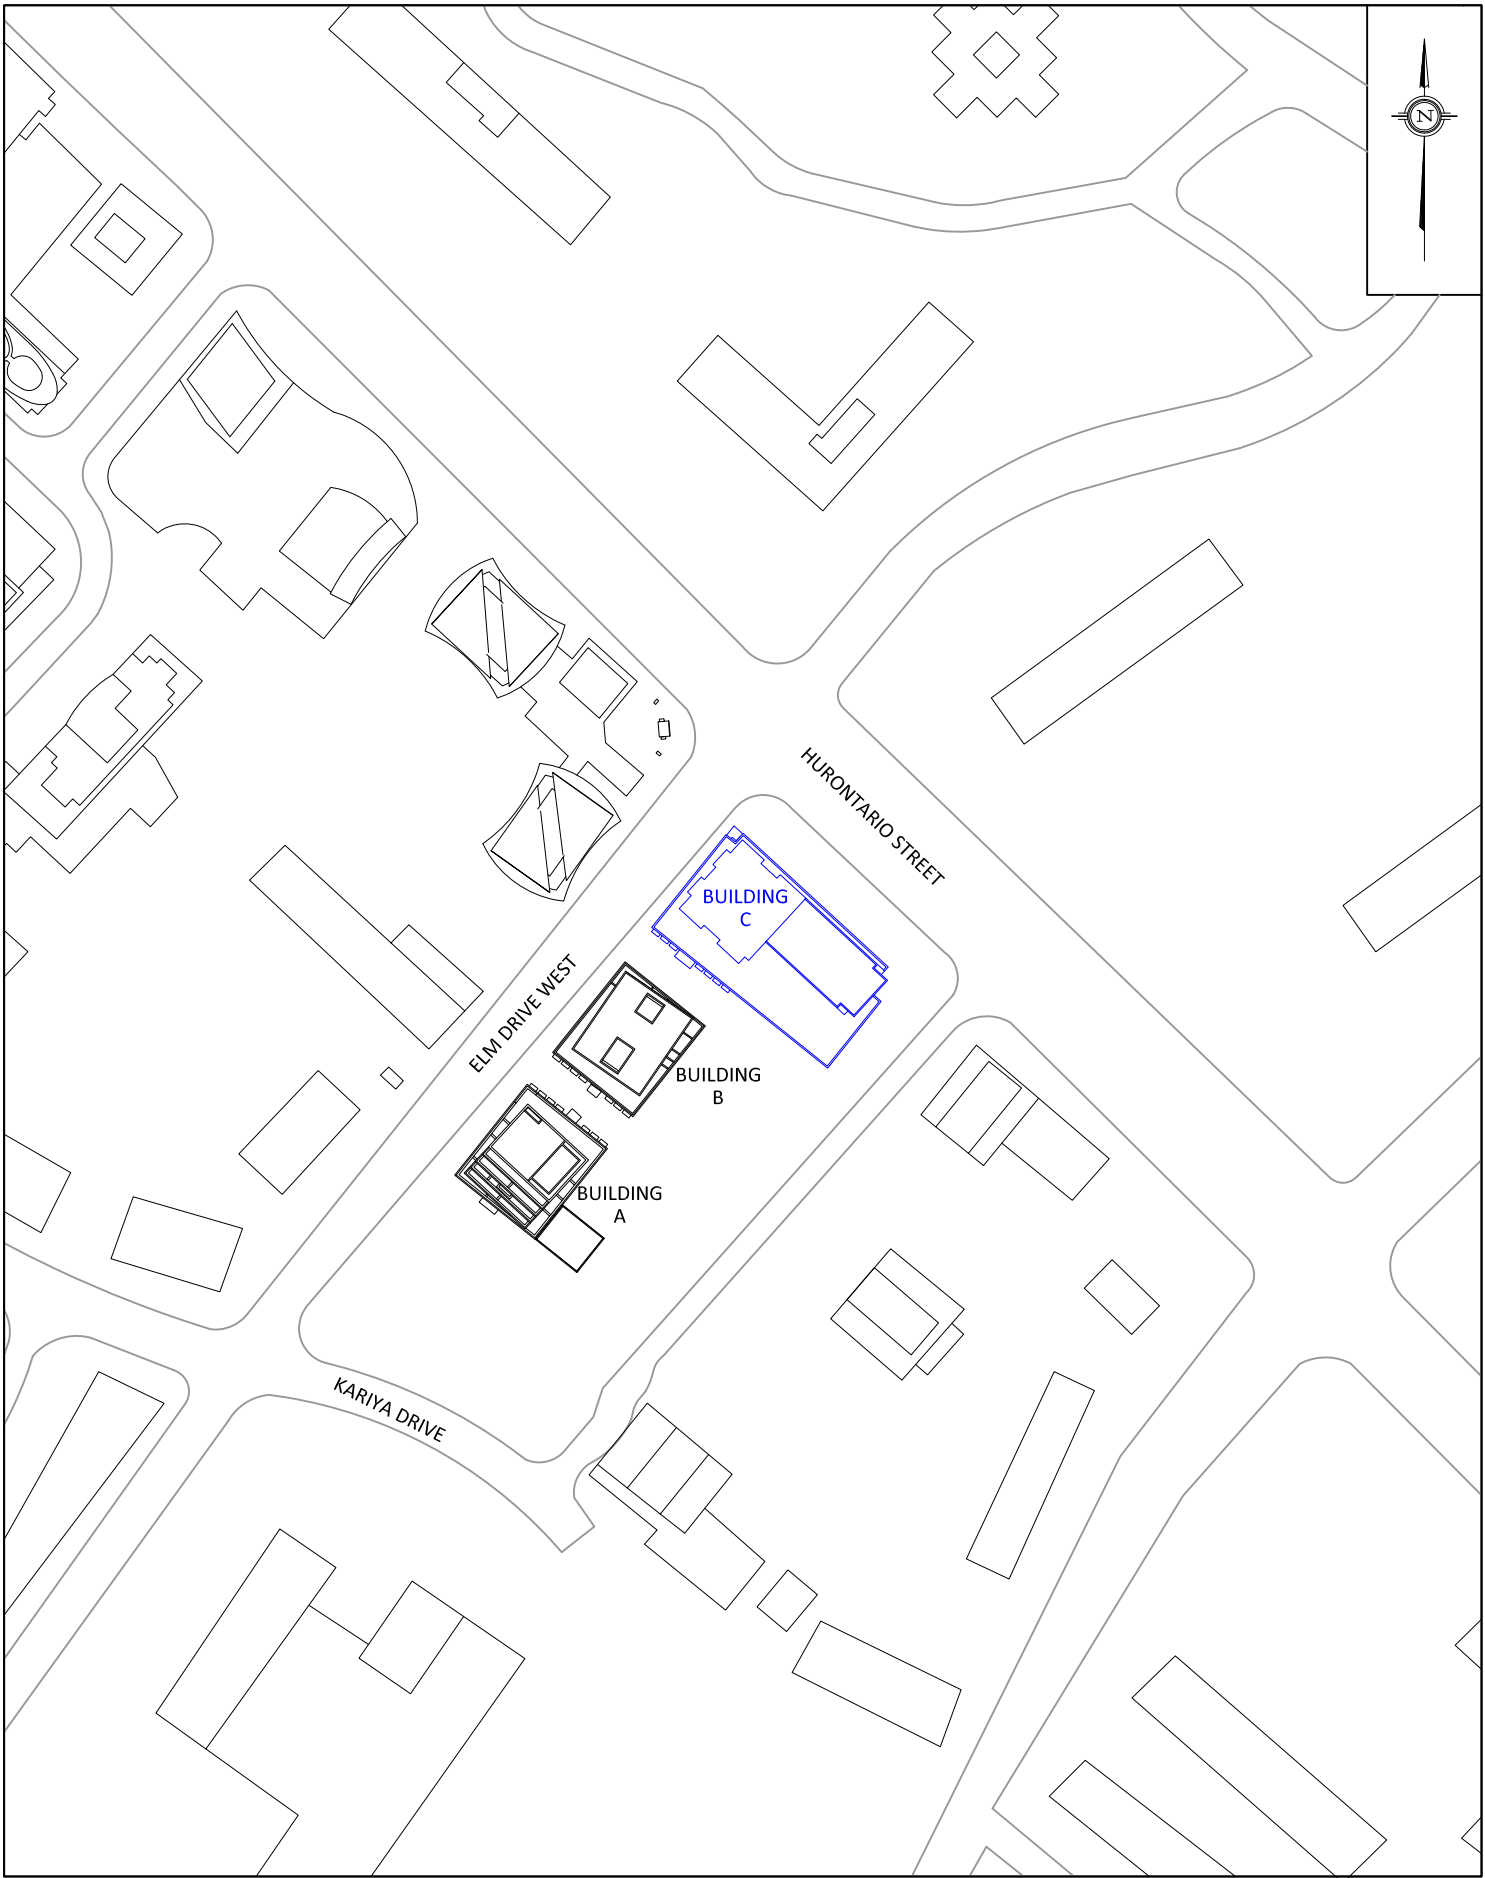 N
HURONTARIO STREET
BUILDING
C
ELM DRIVE WEST
BUILDING
B
BUILDING
A
KARIYA DRIVE